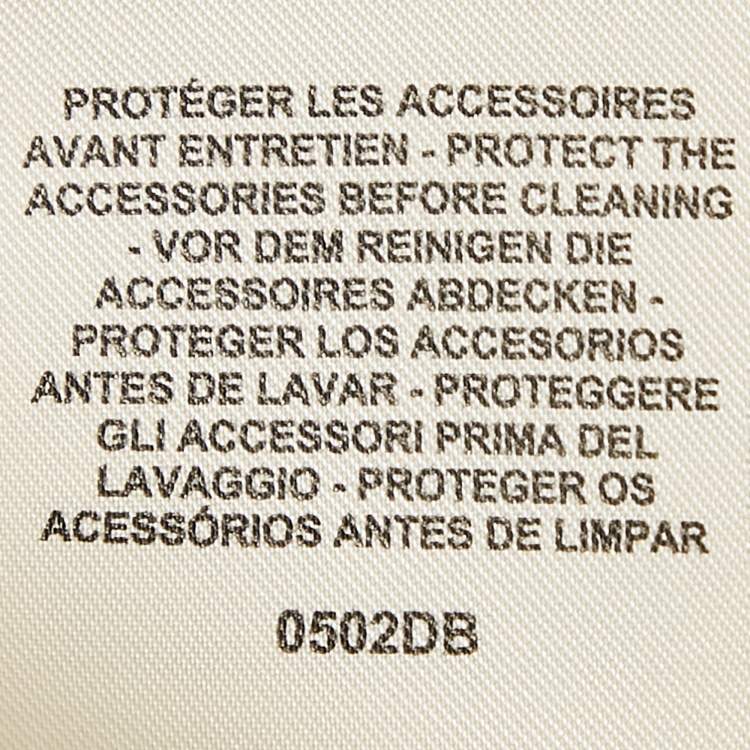 PROTÉGER LES ACCESSOIRES
AVANT ENTRETIEN - PROTECT THE
ACCESSORIES BEFORE CLEANING
- VOR DEM REINIGEN DIE
ACCESSOIRES ABDECKEN -
PROTEGER LOS ACCESORIOS
ANTES DE LAVAR - PROTEGGERE
GLI ACCESSORI PRIMA DEL
LAVAGGIO - PROTEGER OS
ACESSÓRIOS ANTES DE LIMPAR
0502DB